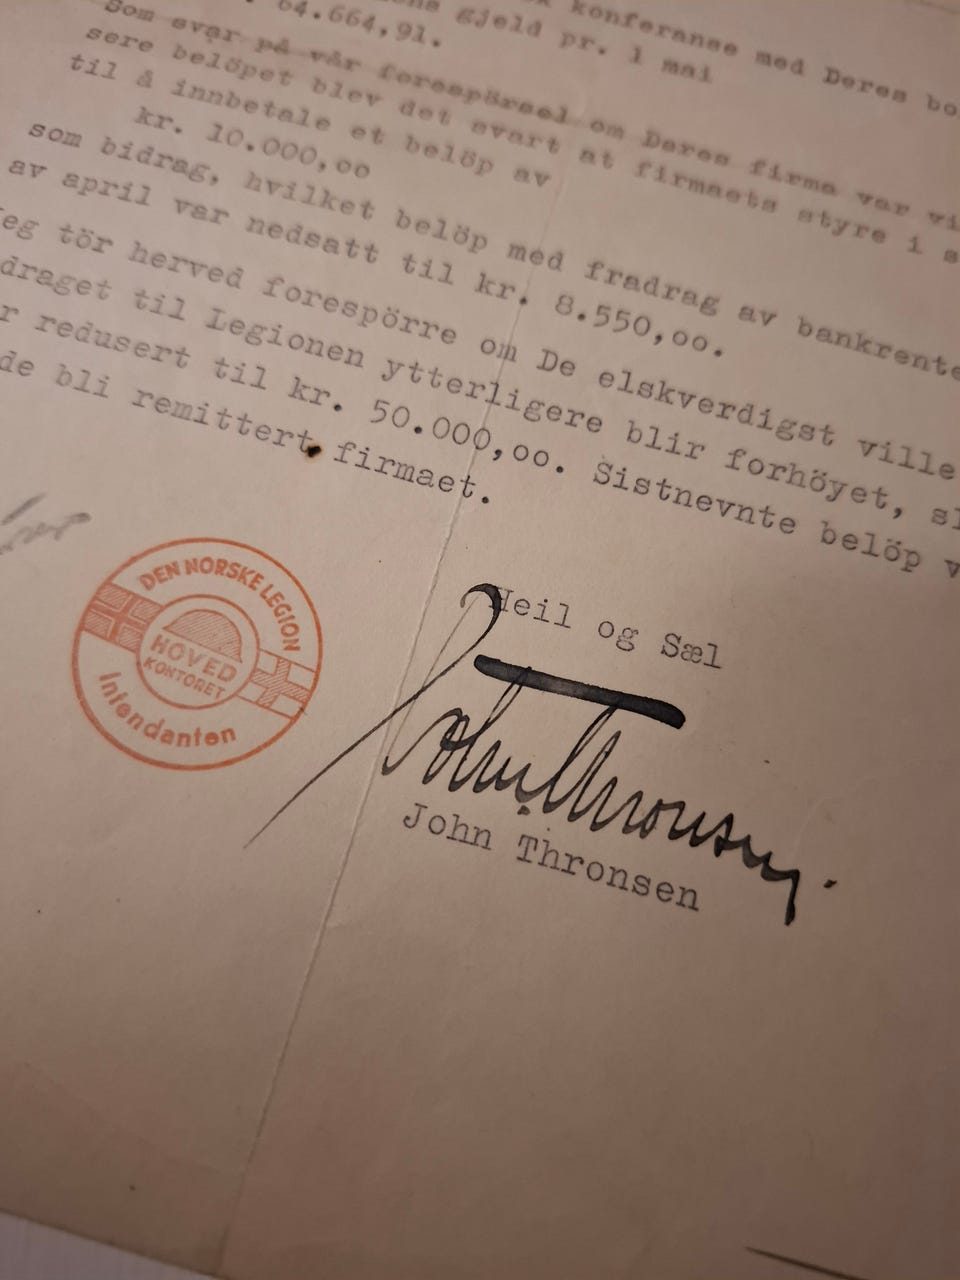 konferanse med Deres bo
gjeld pr. 1 mai
64.664,91.
Som svar på vår forespörsel om Deres firma var vi
sere belöpet blev det svart at firmaets styre i s
til å innbetale et belöp av
kr. 10.000,oo
som bidrag, hvilket belöp med fradrag av bankrente
av april var nedsatt til kr. 8.550,oo.
eg tör herved forespörre om De elskverdigst ville
draget til Legionen ytterligere blir forhöyet, sl
r redusert til kr. 50.000,oo. Sistnevnte belöp v
de bli remittert firmaet.
Heil og Sæl
John Thronsen
John Thronsen
DEN NORSKE LEGION
HOVED
KONTORET
Intendanten